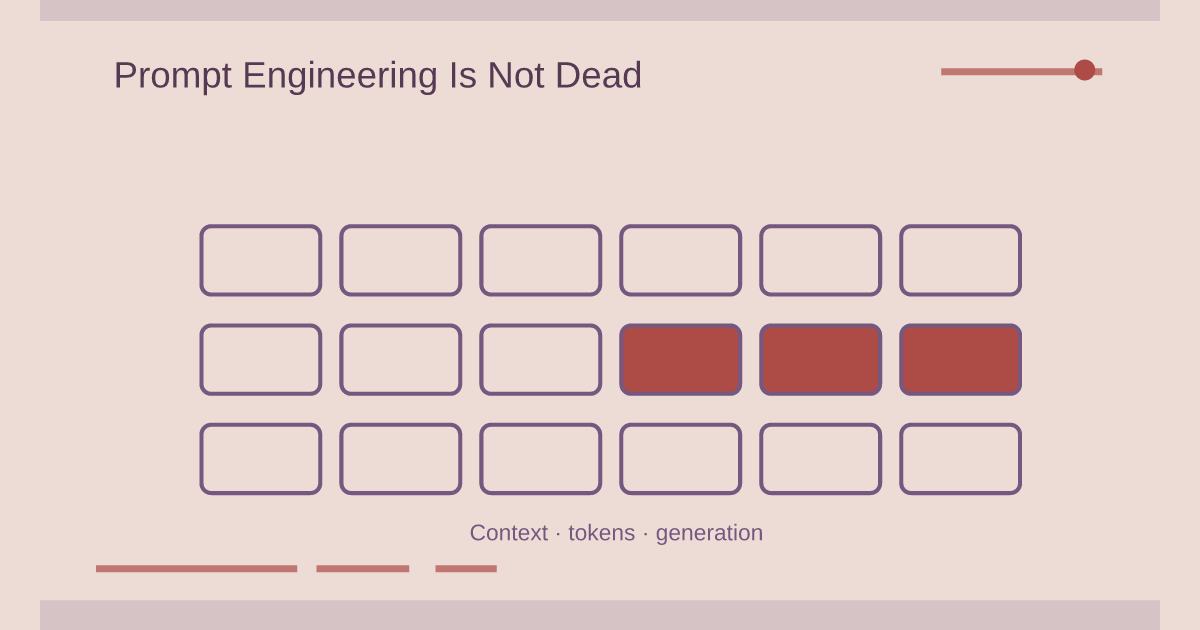 Prompt Engineering Is Not Dead
Context · tokens · generation